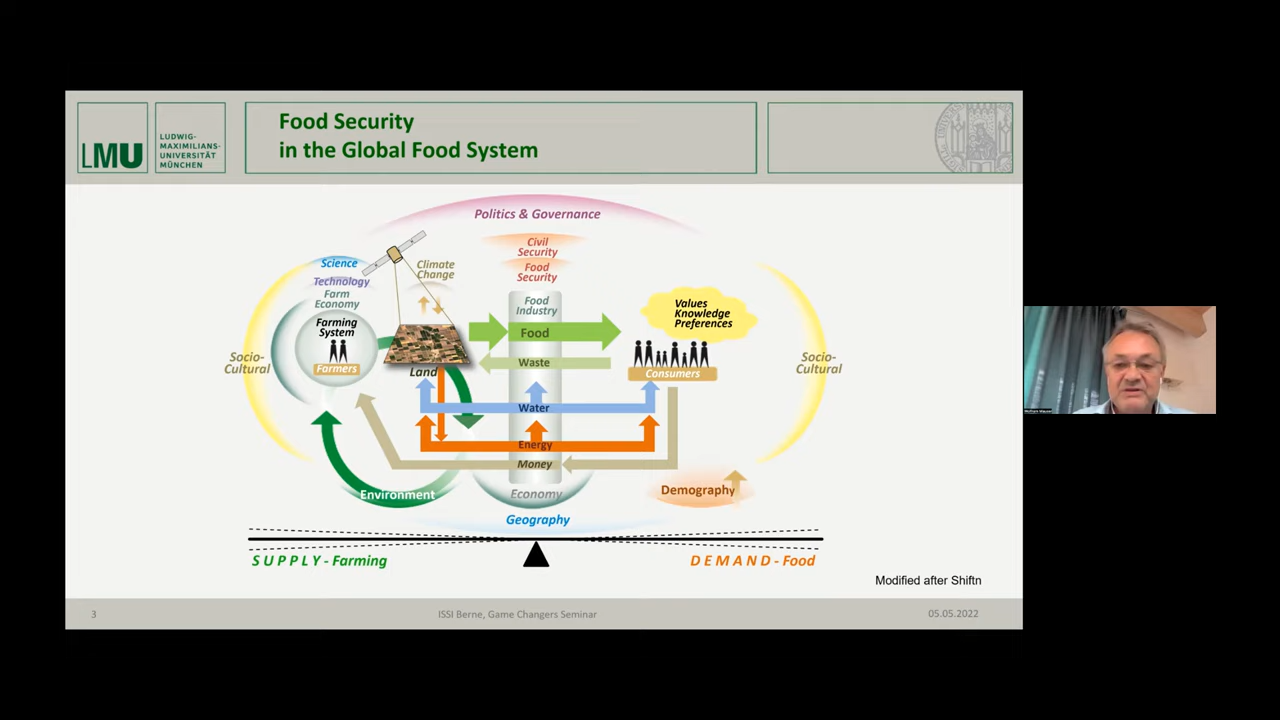 LMU
LUDWIG-
MAXIMILIANS-
UNIVERSITÄT
MÜNCHEN
Food Security
in the Global Food System
Politics & Governance
Civil
Security
Food
Security
Science
Technology
Farm
Economy
Farming
System
Farmers
Climate
Change
Food
Industry
Values
Knowledge
Preferences
Food
Waste
Land
Consumers
Socio-
Cultural
Socio-
Cultural
Water
Energy
Money
Environment
Economy
Demography
Geography
SUPPLY - Farming
DEMAND - Food
Modified after Shiftn
3
ISSI Berne, Game Changers Seminar
05.05.2022